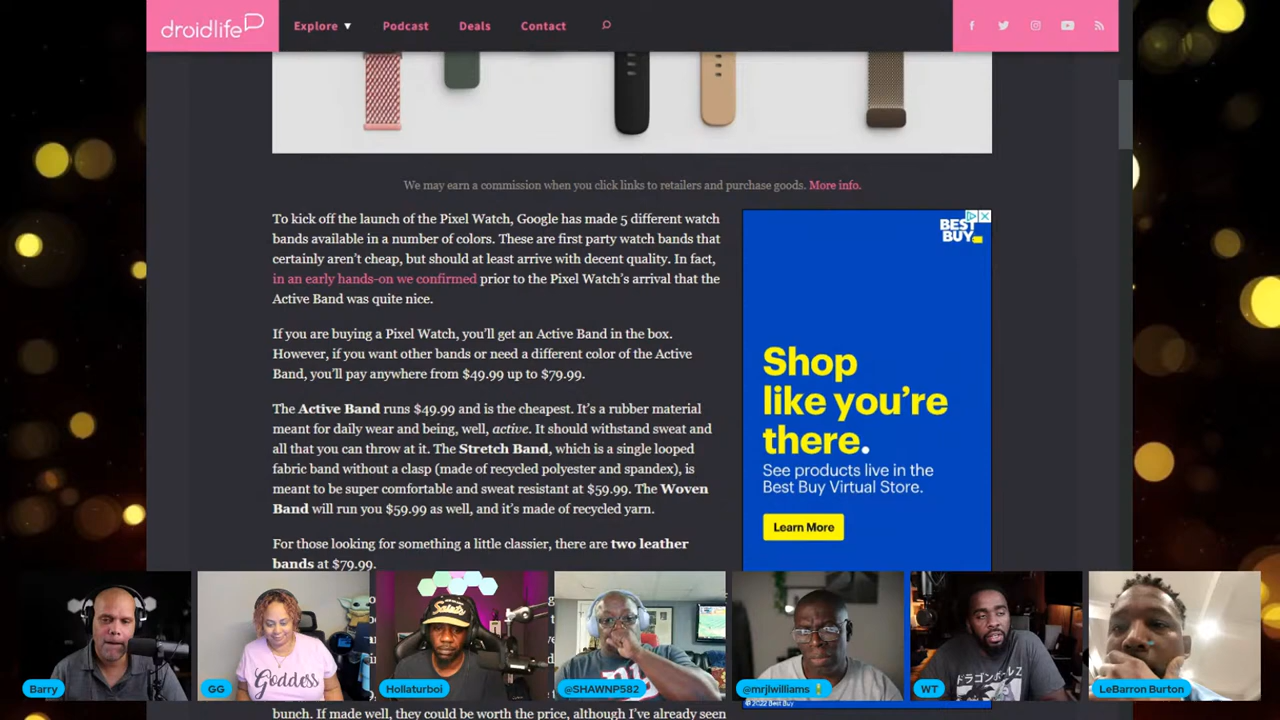 droidlife
Explore ▼
Podcast
Deals
Contact
We may earn a commission when you click links to retailers and purchase goods. More info.
To kick off the launch of the Pixel Watch, Google has made 5 different watch
bands available in a number of colors. These are first party watch bands that
certainly aren't cheap, but should at least arrive with decent quality. In fact,
in an early hands-on we confirmed prior to the Pixel Watch's arrival that the
Active Band was quite nice.
If you are buying a Pixel Watch, you'll get an Active Band in the box.
However, if you want other bands or need a different color of the Active
Band, you'll pay anywhere from $49.99 up to $79.99.
The Active Band runs $49.99 and is the cheapest. It's a rubber material
meant for daily wear and being, well, active. It should withstand sweat and
all that you can throw at it. The Stretch Band, which is a single looped
fabric band without a clasp (made of recycled polyester and spandex), is
meant to be super comfortable and sweat resistant at $59.99. The Woven
Band will run you $59.99 as well, and it's made of recycled yarn.
For those looking for something a little classier, there are two leather
bands at $79.99.
bunch. If made well, they could be worth the price, although I've already seen
BEST
BUY
Shop
like you're
there.
See products live in the
Best Buy Virtual Store.
Learn More
© 2022 Best Buy
Saints
Goddess
ドラゴンボールZ
Barry
GG
Hollaturboi
@SHAWNP582
@mrjlwilliams
WT
LeBarron Burton